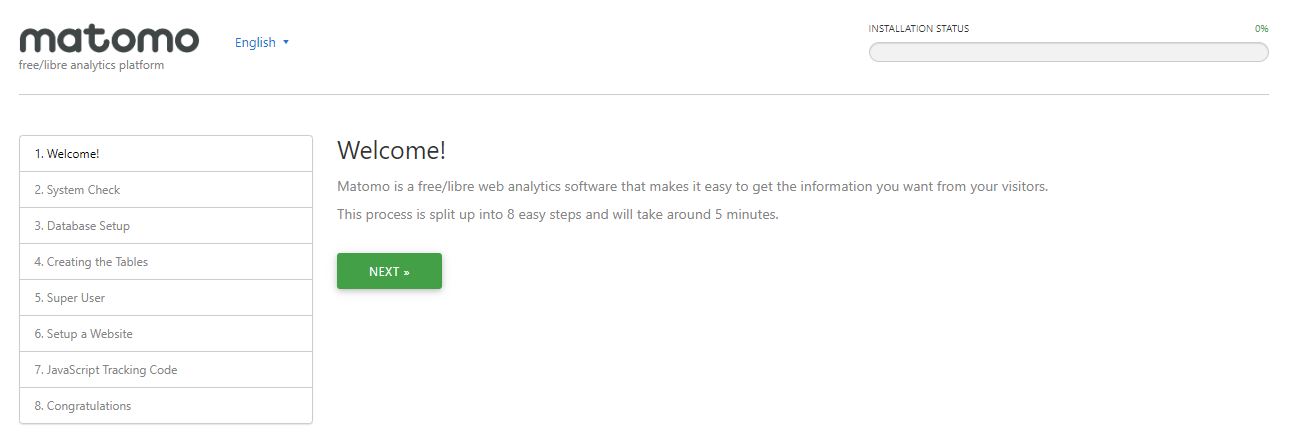 matomo
free/libre analytics platform
English
INSTALLATION STATUS 0%
1. Welcome!
2. System Check
3. Database Setup
4. Creating the Tables
5. Super User
6. Setup a Website
7. JavaScript Tracking Code
8. Congratulations
Welcome!
Matomo is a free/libre web analytics software that makes it easy to get the information you want from your visitors.
This process is split up into 8 easy steps and will take around 5 minutes.
NEXT »